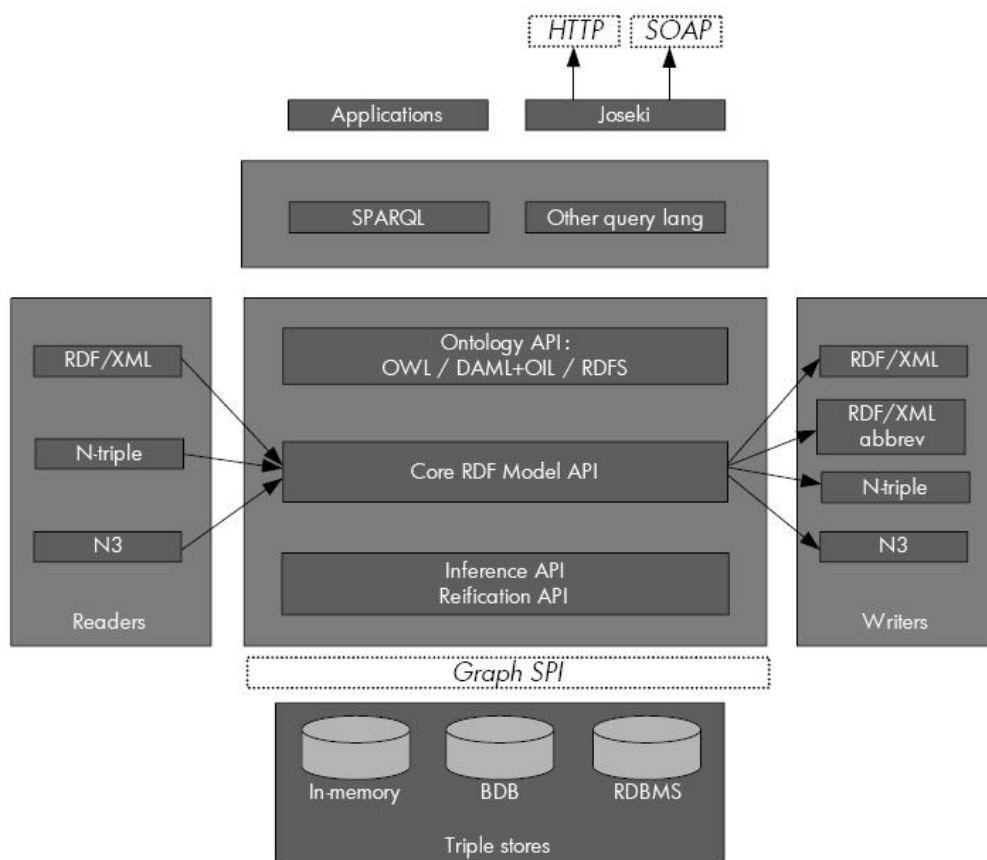 HTTP
SOAP
Applications
Joseki
SPARQL
Other query lang
RDF/XML
N-triple
N3
Readers
Ontology API:
OWL / DAML+OIL / RDFS
Core RDF Model API
Inference API
Reification API
RDF/XML
RDF/XML
abbrev
N-triple
N3
Writers
Graph SPI
In-memory
BDB
RDBMS
Triple stores